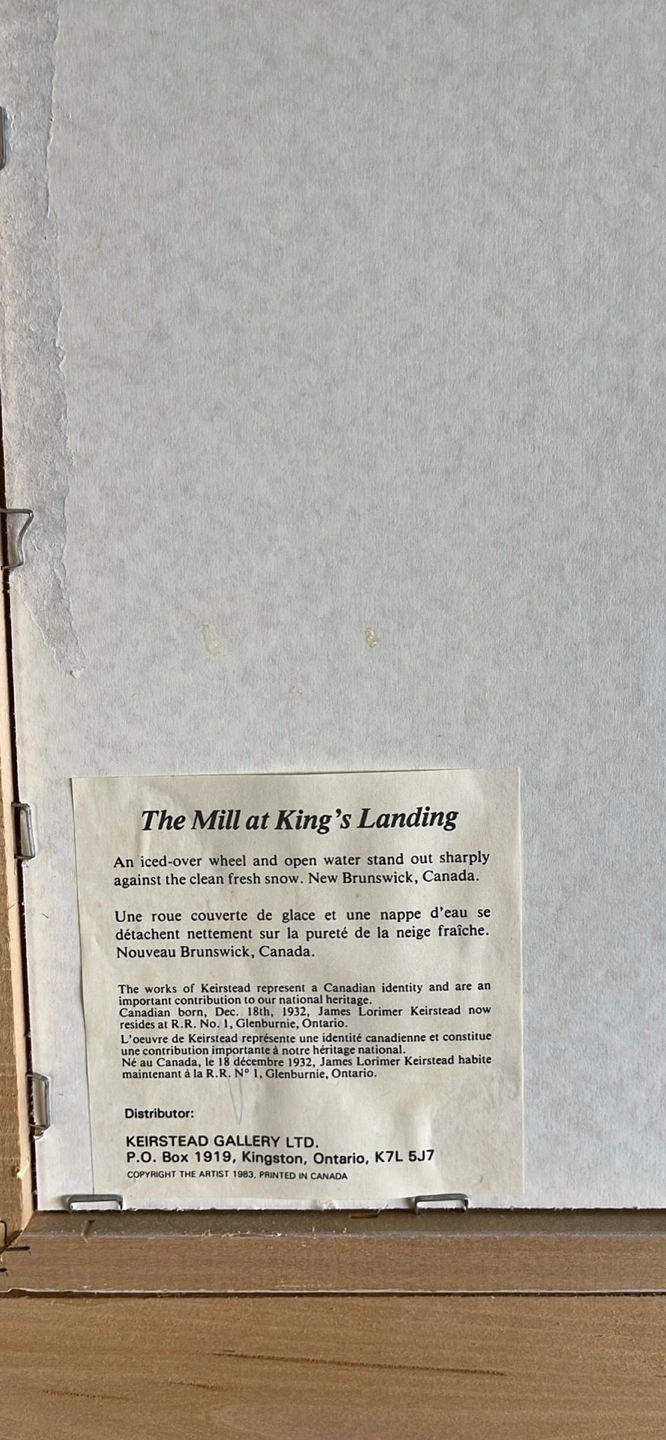 The Mill at King's Landing
An iced-over wheel and open water stand out sharply
against the clean fresh snow. New Brunswick, Canada.
Une roue couverte de glace et une nappe d'eau se
détachent nettement sur la pureté de la neige fraîche.
Nouveau Brunswick, Canada.
The works of Keirstead represent a Canadian identity and are an
important contribution to our national heritage.
Canadian born, Dec. 18th, 1932, James Lorimer Keirstead now
resides at R.R. No. 1, Glenburnie, Ontario.
L'oeuvre de Keirstead représente une identité canadienne et constitue
une contribution importante à notre héritage national.
Né au Canada, le 18 décembre 1932, James Lorimer Keirstead habite
maintenant á la R.R. N° 1, Glenburnie, Ontario.
Distributor:
KEIRSTEAD GALLERY LTD.
P.O. Box 1919, Kingston, Ontario, K7L 5J7
COPYRIGHT THE ARTIST 1983, PRINTED IN CANADA